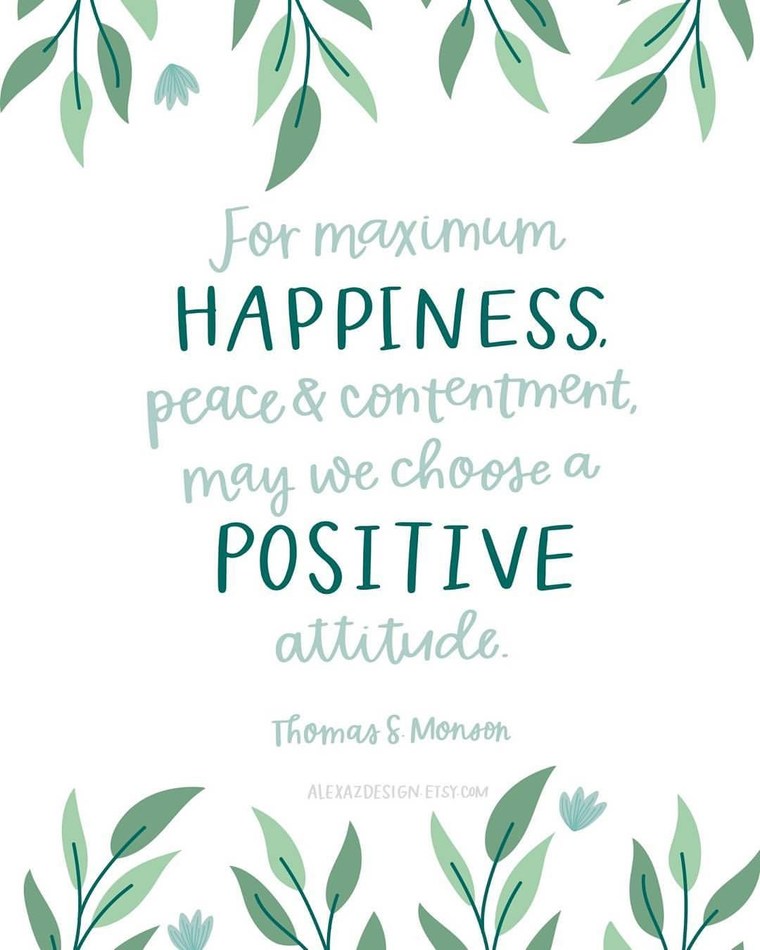 For maximum
HAPPINESS,
peace & contentment,
may we choose a
POSITIVE
attitude.
Thomas S. Monson
ALEXAZDESIGN.ETSY.COM